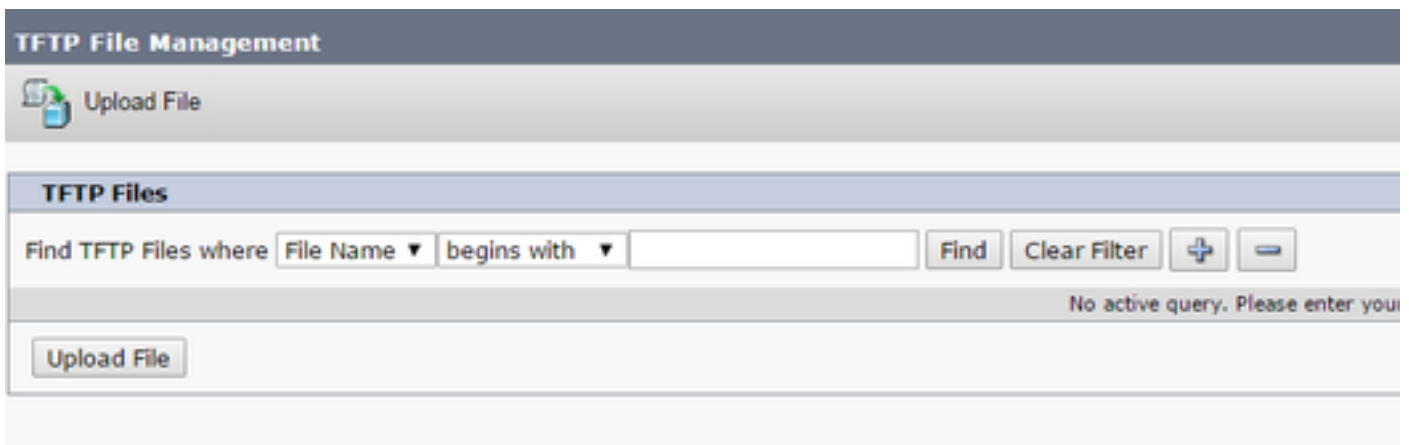 TFTP File Management
Upload File
TFTP Files
Find TFTP Files where File Name begins with Find Clear Filter
No active query. Please enter your
Upload File